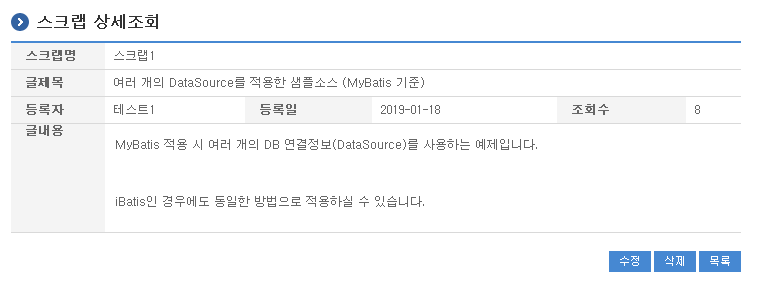 스크랩 상세조회
스크랩명 스크랩1
글제목 여러 개의 DataSource를 적용한 샘플소스 (MyBatis 기준)
등록자 테스트1 등록일 2019-01-18 조회수 8
글내용
MyBatis 적용 시 여러 개의 DB 연결정보(DataSource)를 사용하는 예제입니다.
iBatis인 경우에도 동일한 방법으로 적용하실 수 있습니다.
수정 삭제 목록